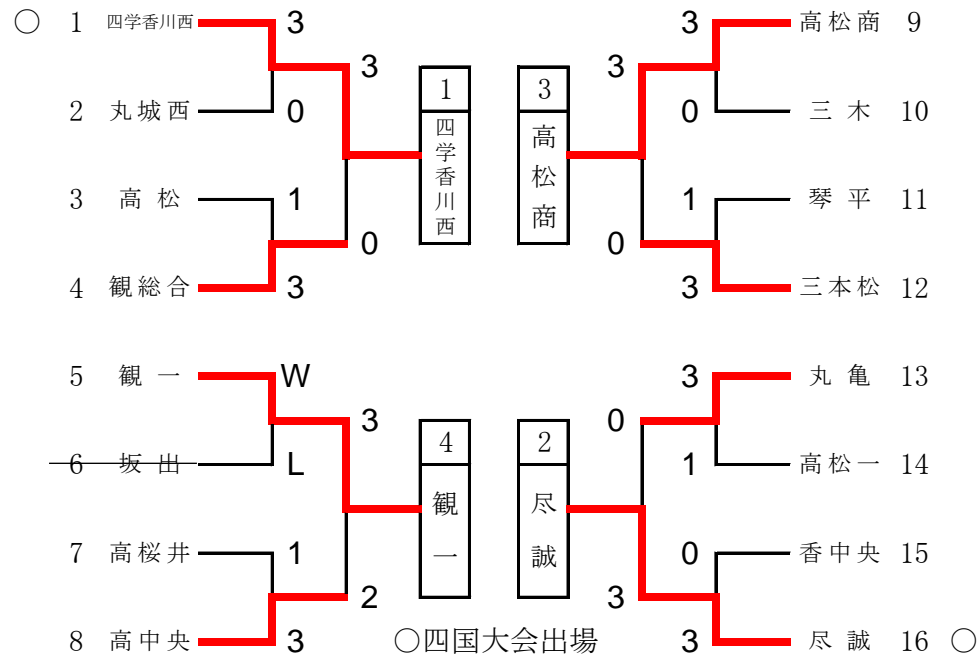 ○ 1 四学香川西 3 3 高松商 9
3 3
1 3
2 丸城西 0 四学香川西 高松商 0 三木 10
3 高松 1 1 琴平 11
0 0
4 観総合 3 3 三本松 12
5 観一 W 3 丸亀 13
3 0
4 2
6 坂出 L 観一 尽誠 1 高松一 14
7 高桜井 1 0 香中央 15
2 3
8 高中央 3 ○四国大会出場 3 尽誠 16 ○